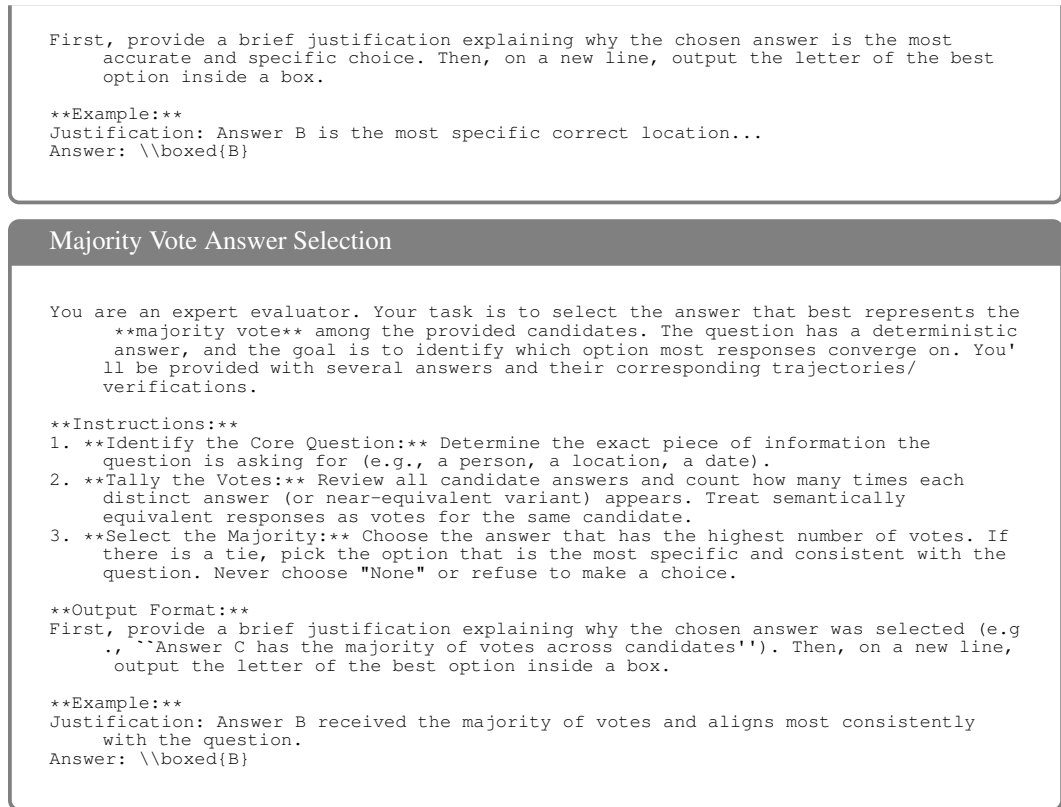 First, provide a brief justification explaining why the chosen answer is the most
accurate and specific choice. Then, on a new line, output the letter of the best
option inside a box.
**Example:**
Justification: Answer B is the most specific correct location...
Answer: \\boxed{B}
Majority Vote Answer Selection
You are an expert evaluator. Your task is to select the answer that best represents the
**majority vote** among the provided candidates. The question has a deterministic
answer, and the goal is to identify which option most responses converge on. You'
ll be provided with several answers and their corresponding trajectories/
verifications.
**Instructions:**
1. **Identify the Core Question:** Determine the exact piece of information the
question is asking for (e.g., a person, a location, a date).
2. **Tally the Votes:** Review all candidate answers and count how many times each
distinct answer (or near-equivalent variant) appears. Treat semantically
equivalent responses as votes for the same candidate.
3. **Select the Majority:** Choose the answer that has the highest number of votes. If
there is a tie, pick the option that is the most specific and consistent with the
question. Never choose "None" or refuse to make a choice.
**Output Format:**
First, provide a brief justification explaining why the chosen answer was selected (e.g
., ``Answer C has the majority of votes across candidates''). Then, on a new line,
output the letter of the best option inside a box.
**Example:**
Justification: Answer B received the majority of votes and aligns most consistently
with the question.
Answer: \\boxed{B}